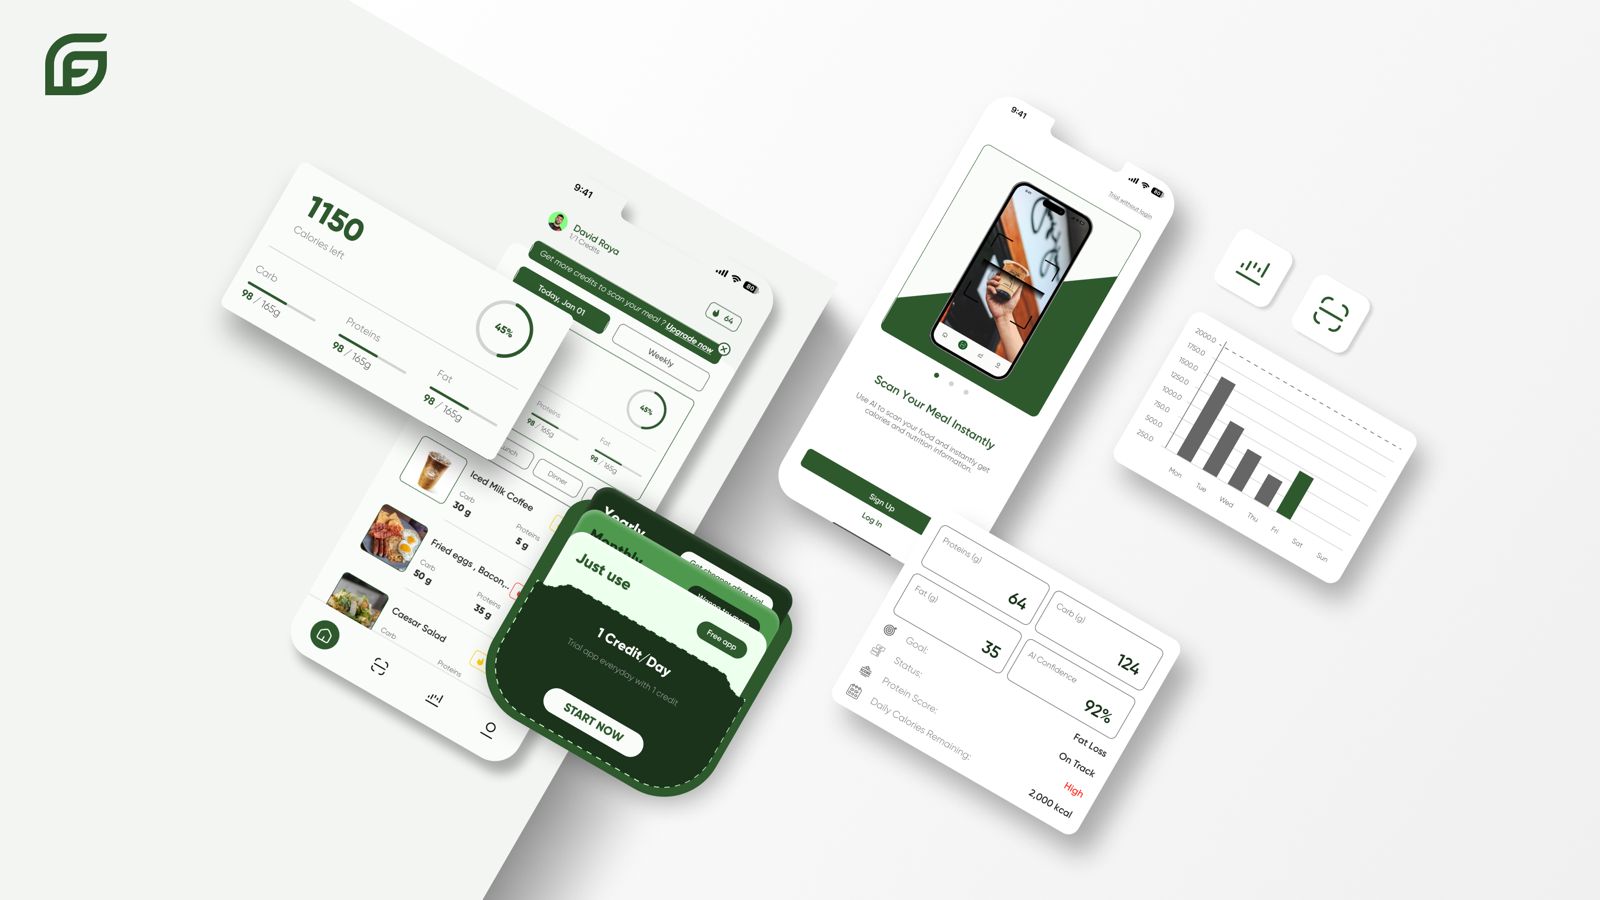 1150
Calories left
Carb
98 / 165g
Proteins
98 / 165g
Fat
98 / 165g
45%
9:41
80
David Raya
1/1 Credits
64
Get more credits to scan your meal ? Upgrade now
Today, Jan 01
Weekly
Proteins
98 / 165g
Fat
98 / 165g
45%
Dinner
Iced Milk Coffee
Carb
30 g
Proteins
5 g
Fried eggs , Bacon,..
Carb
50 g
Proteins
35 g
Caesar Salad
Carb
Proteins
Yearly
Monthly
Just use
Free app
1 Credit/Day
Trial app everyday with 1 credit
START NOW
9:41
80
Trial without login
Scan Your Meal Instantly
Use AI to scan your food and instantly get
calories and nutrition information.
Sign Up
Log In
2000.0
1750.0
1500.0
1250.0
1000.0
750.0
500.0
250.0
Mon
Tue
Wed
Thu
Fri
Sat
Sun
Proteins (g)
64
Carb (g)
124
Fat (g)
35
AI Confidence
92%
Goal:
Fat Loss
Status:
On Track
Protein Score:
High
Daily Calories Remaining:
2,000 kcal